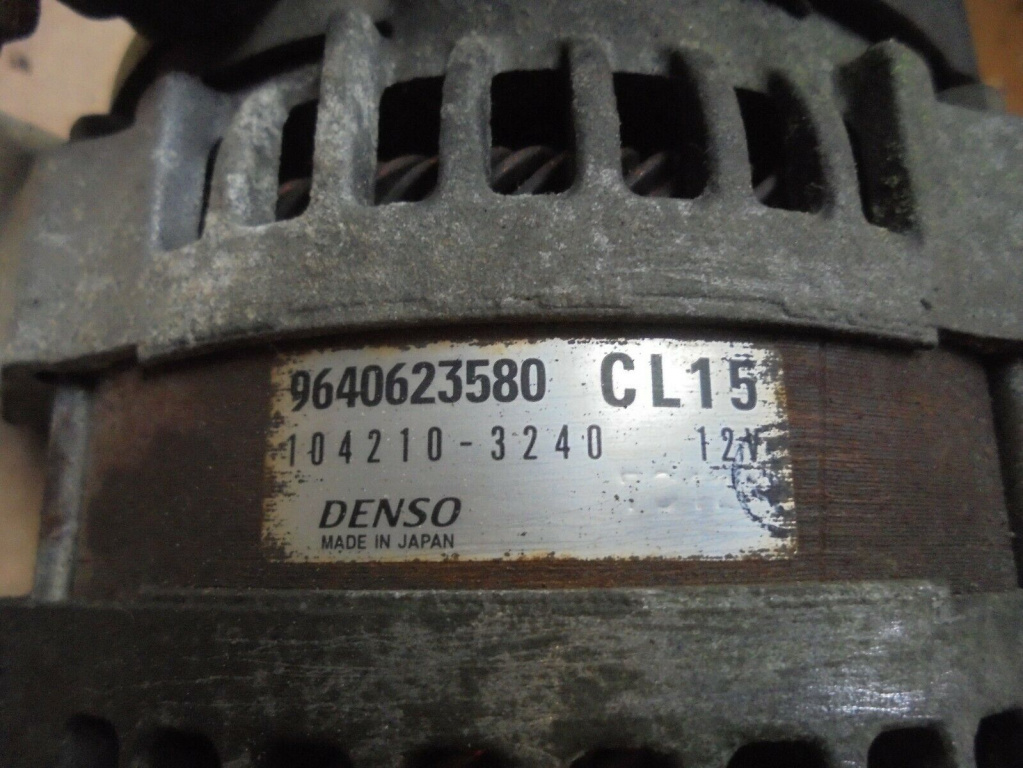 9640623580 CL15
104210-3240 12V
DENSO
MADE IN JAPAN